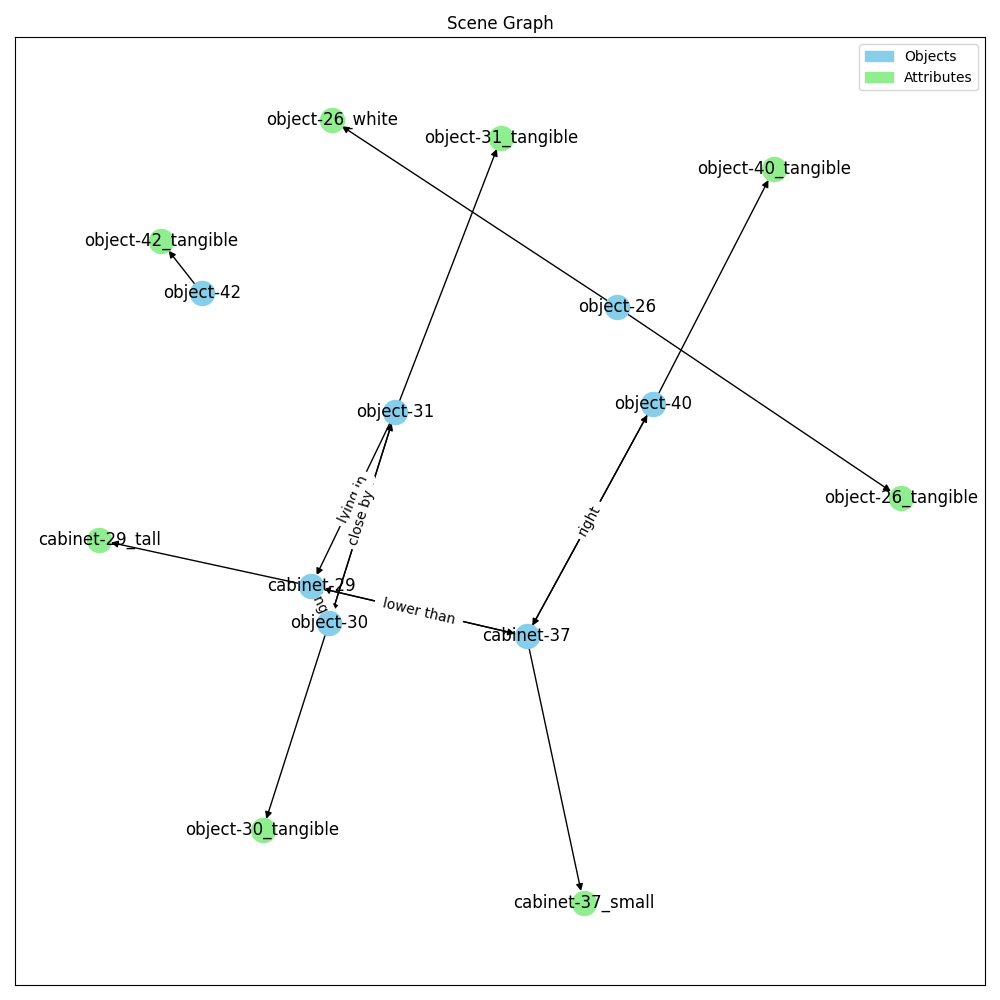 Scene Graph
Objects
Attributes
object-26_white
object-31_tangible
object-40_tangible
object-42_tangible
object-42
object-26
object-31
object-40
lying in
close by
right
object-26_tangible
cabinet-29_tall
cabinet-29
lower than
object-30
cabinet-37
object-30_tangible
cabinet-37_small